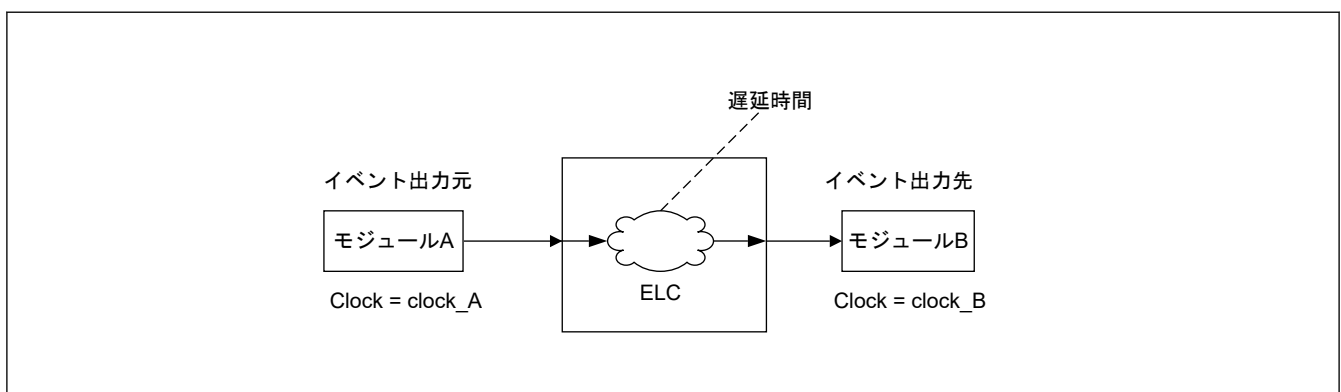 遅延時間
イベント出力元
イベント出力先
モジュールA
モジュールB
ELC
Clock = clock_A
Clock = clock_B